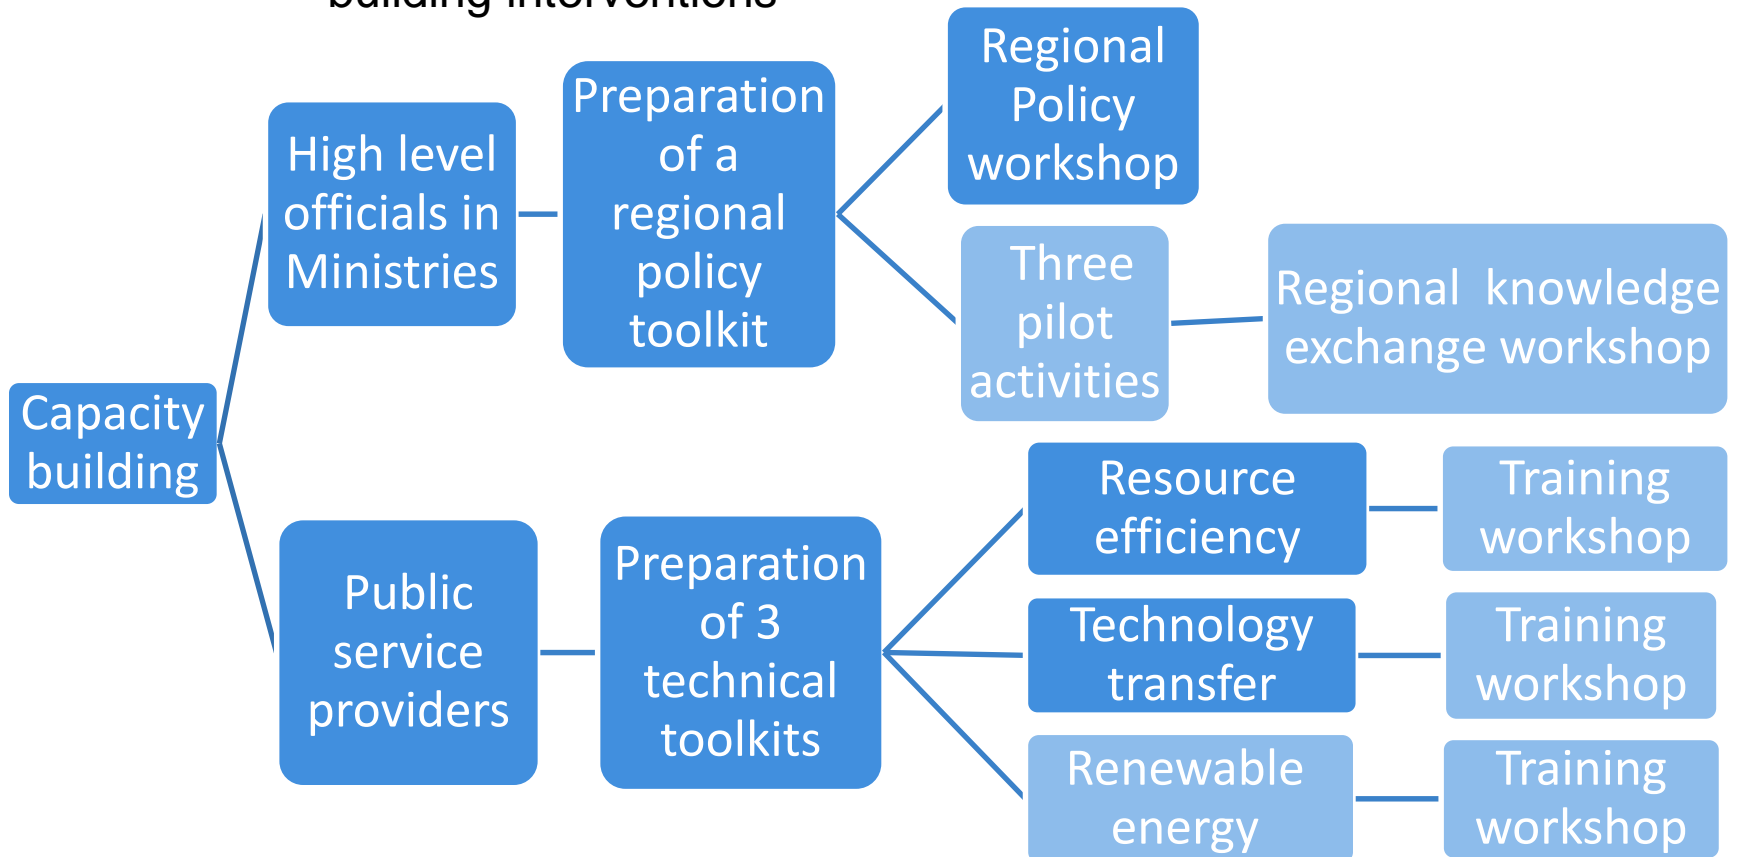 building interventions
Capacity
building
High level
officials in
Ministries
Preparation
of a
regional
policy
toolkit
Regional
Policy
workshop
Three
pilot
activities
Regional knowledge
exchange workshop
Public
service
providers
Preparation
of 3
technical
toolkits
Resource
efficiency
Training
workshop
Technology
transfer
Training
workshop
Renewable
energy
Training
workshop